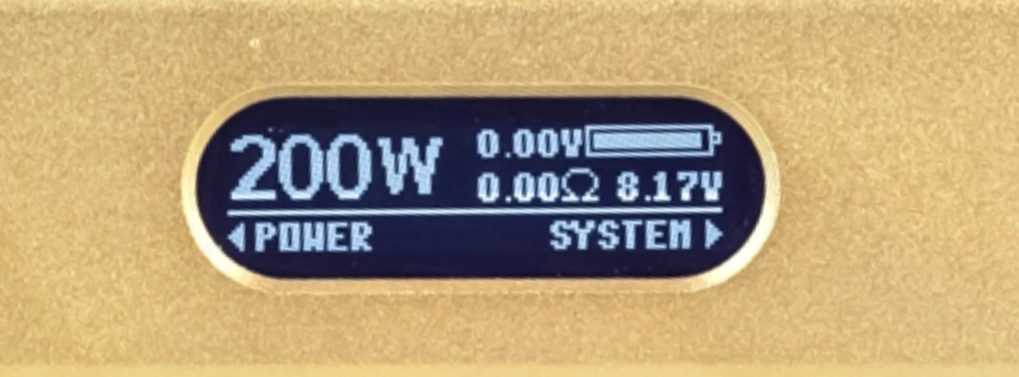 200W 0.00V
0.00Ω 8.17V
◀POWER SYSTEM▶